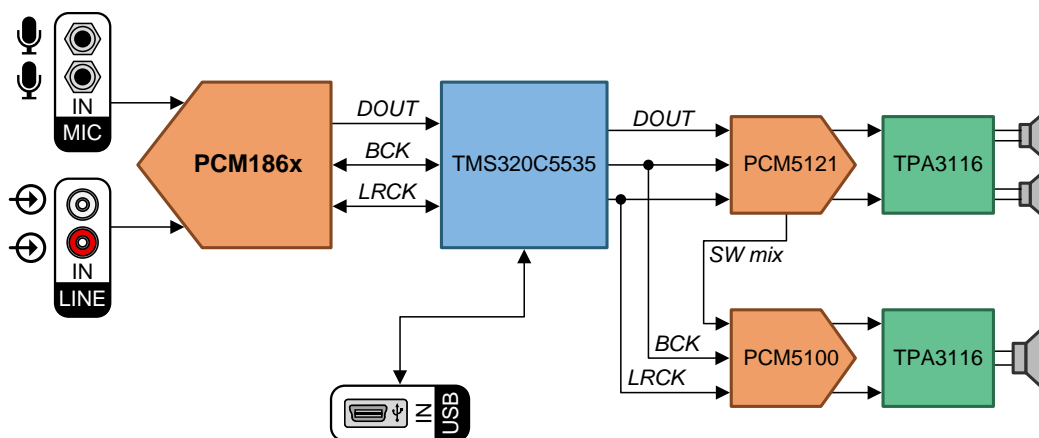 IN
MIC
IN
LINE
PCM186x
DOUT
BCK
LRCK
TMS320C5535
DOUT
PCM5121
TPA3116
SW mix
BCK
LRCK
PCM5100
TPA3116
IN
USB